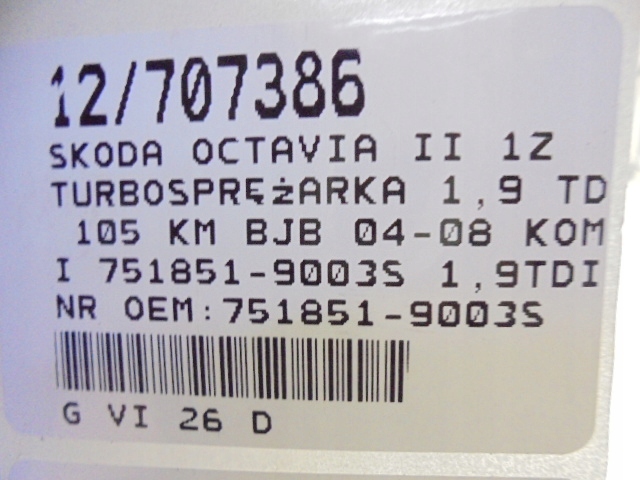 12/707386
SKODA OCTAVIA II 1Z
TURBOSPRĘżARKA 1,9 TD
105 KM BJB 04-08 KOM
I 751851-9003S 1,9TDI
NR OEM:751851-9003S
G VI 26 D